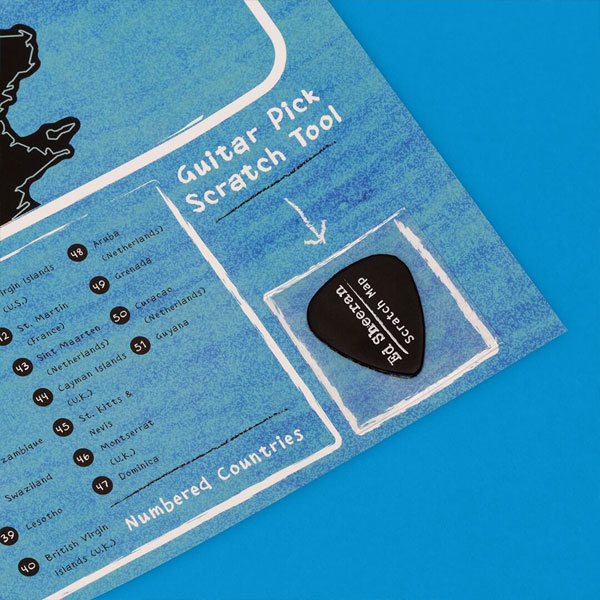 Guitar Pick
Scratch Tool
Ed Sheeran
Scratch Map
Swaziland
39 Lesotho
40 British Virgin
Islands (U.K.)
Islands
(U.S.)
St. Martin
(France)
43 Sint Maarten
(Netherlands)
44 Cayman Islands
(U.K.)
45 St. Kitts &
Nevis
46 Montserrat
(U.K.)
47 Dominica
48 Aruba
(Netherlands)
49 Grenada
50 Curacao
(Netherlands)
51 Guyana
Numbered Countries